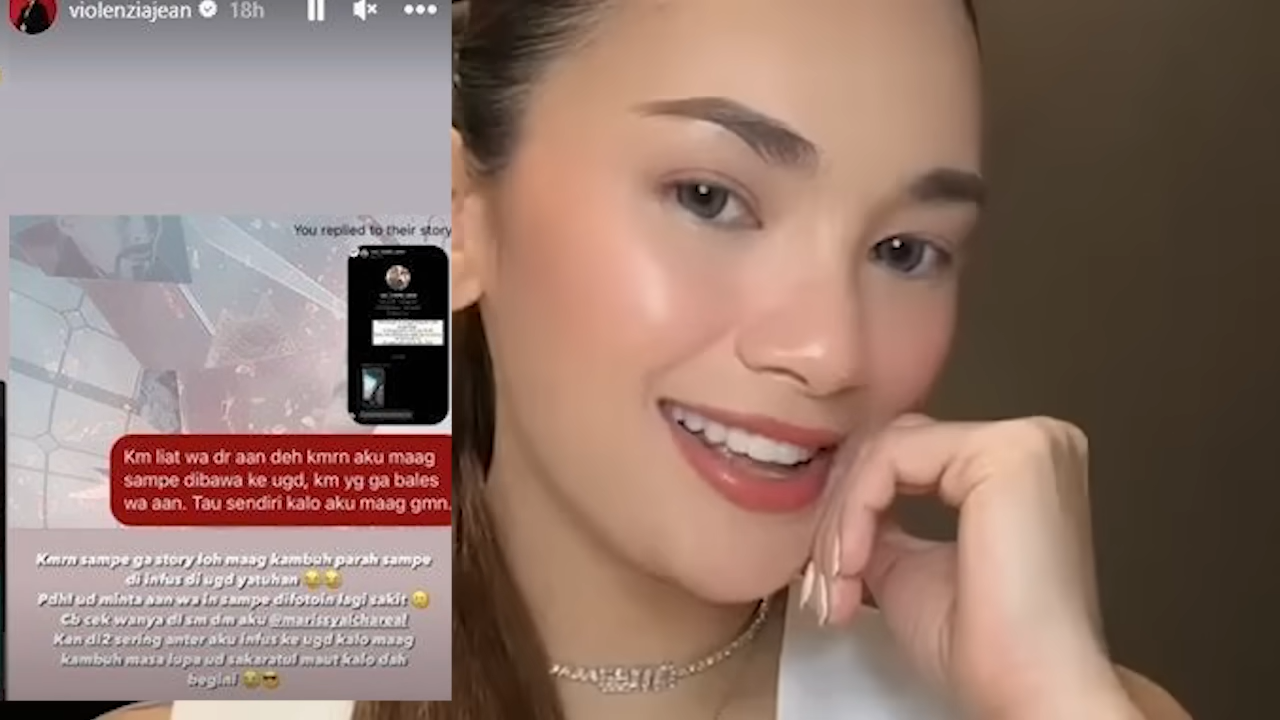 violenziajean 18h
You replied to their story
Km liat wa dr aan deh kmrn aku maag
sampe dibawa ke ugd, km yg ga bales
wa aan. Tau sendiri kalo aku maag gmn.
Kmrn sampe ga story loh maag kambuh parah sampe
di infus di ugd yatuhan
Pdhl ud minta aan wa in sampe difotoin lagi sakit
Cb cek wanya di sm dm aku @marissyaichareal
Kan di2 sering anter aku infus ke ugd kalo maag
kambuh masa lupa ud sakaratul maut kalo dah
begini